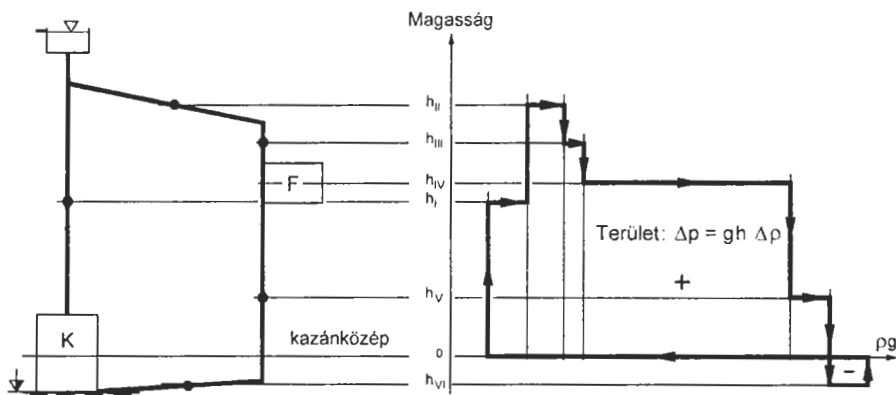 Magasság
h_II
h_III
F
h_IV
h_I
Terület: Δp = gh Δρ
+
h_V
K
kazánközép
0
ρg
h_VI
-